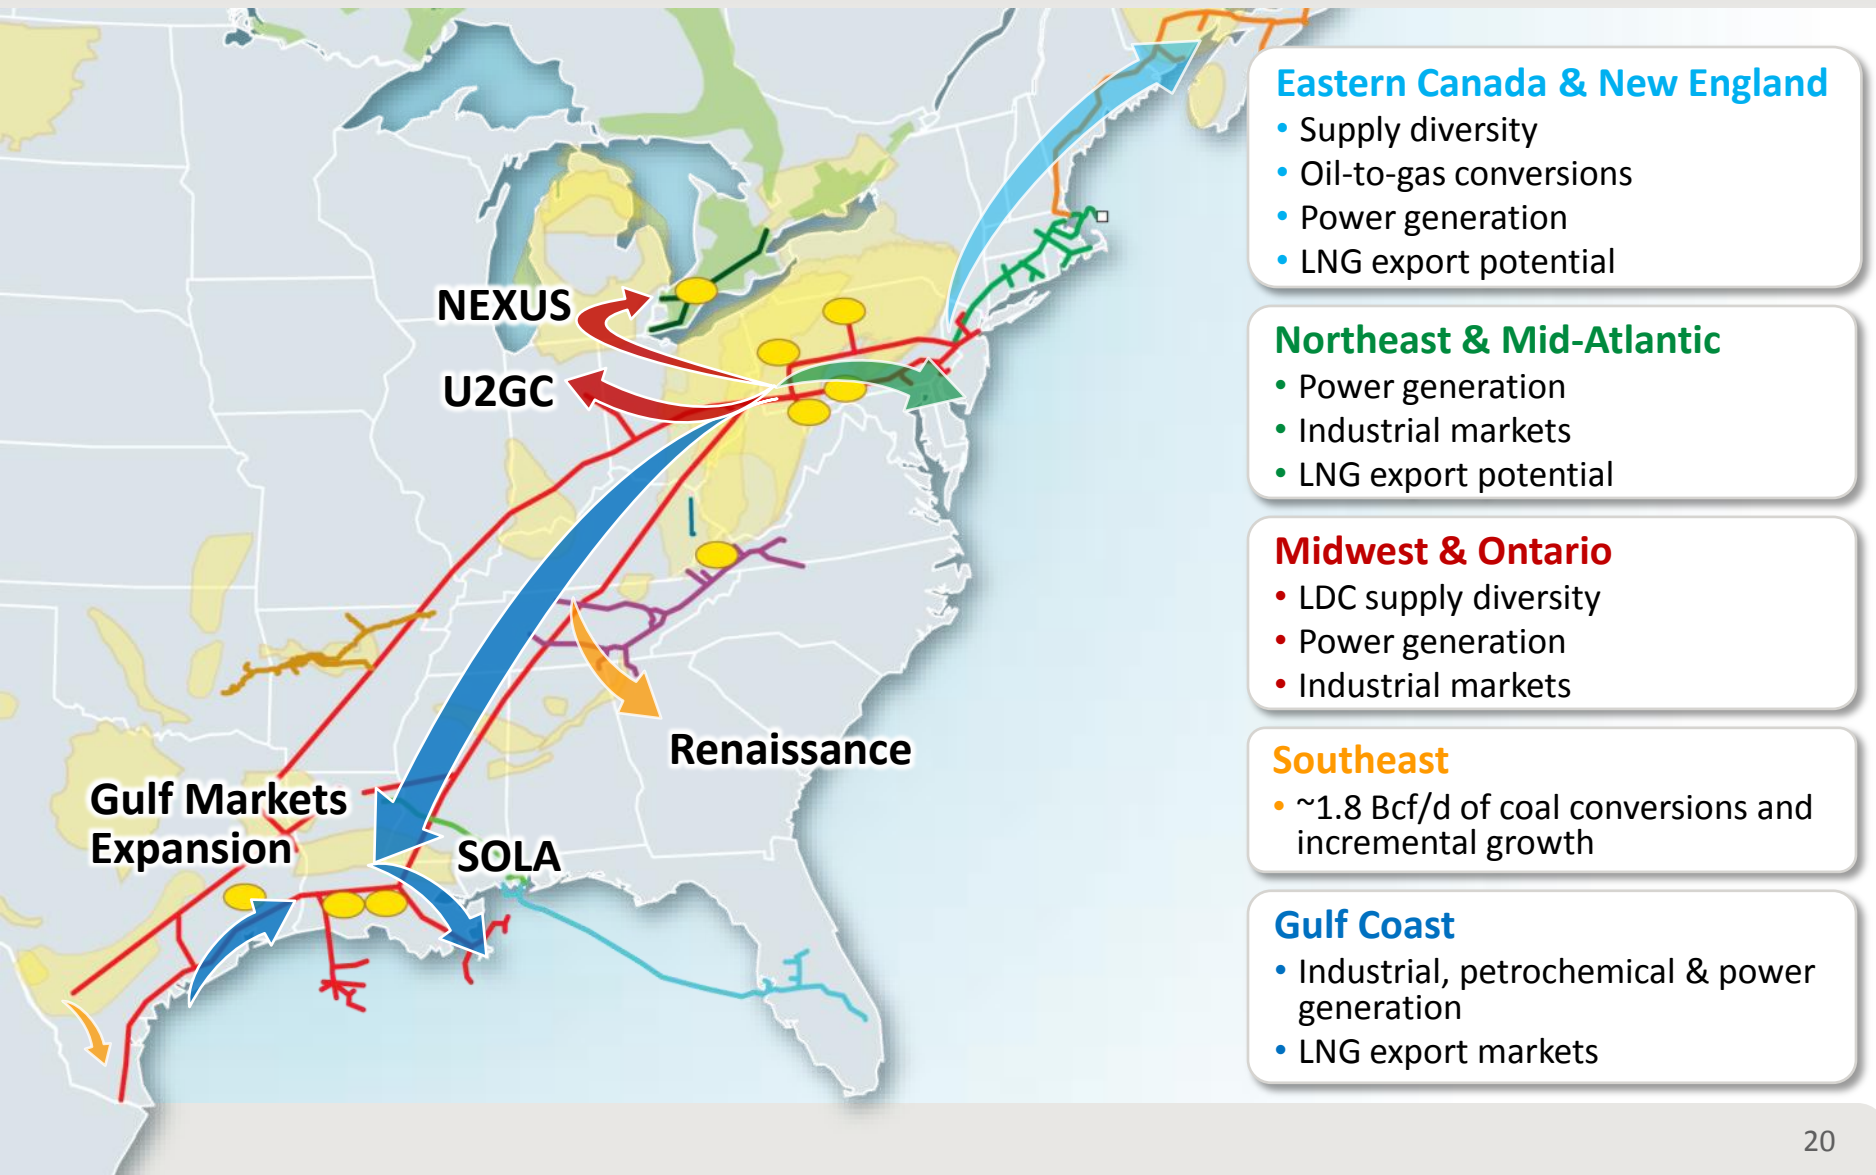 NEXUS
U2GC
Renaissance
Gulf Markets
Expansion
SOLA
Eastern Canada & New England
• Supply diversity
• Oil-to-gas conversions
• Power generation
• LNG export potential
Northeast & Mid-Atlantic
• Power generation
• Industrial markets
• LNG export potential
Midwest & Ontario
• LDC supply diversity
• Power generation
• Industrial markets
Southeast
• ~1.8 Bcf/d of coal conversions and
incremental growth
Gulf Coast
• Industrial, petrochemical & power
generation
• LNG export markets
20